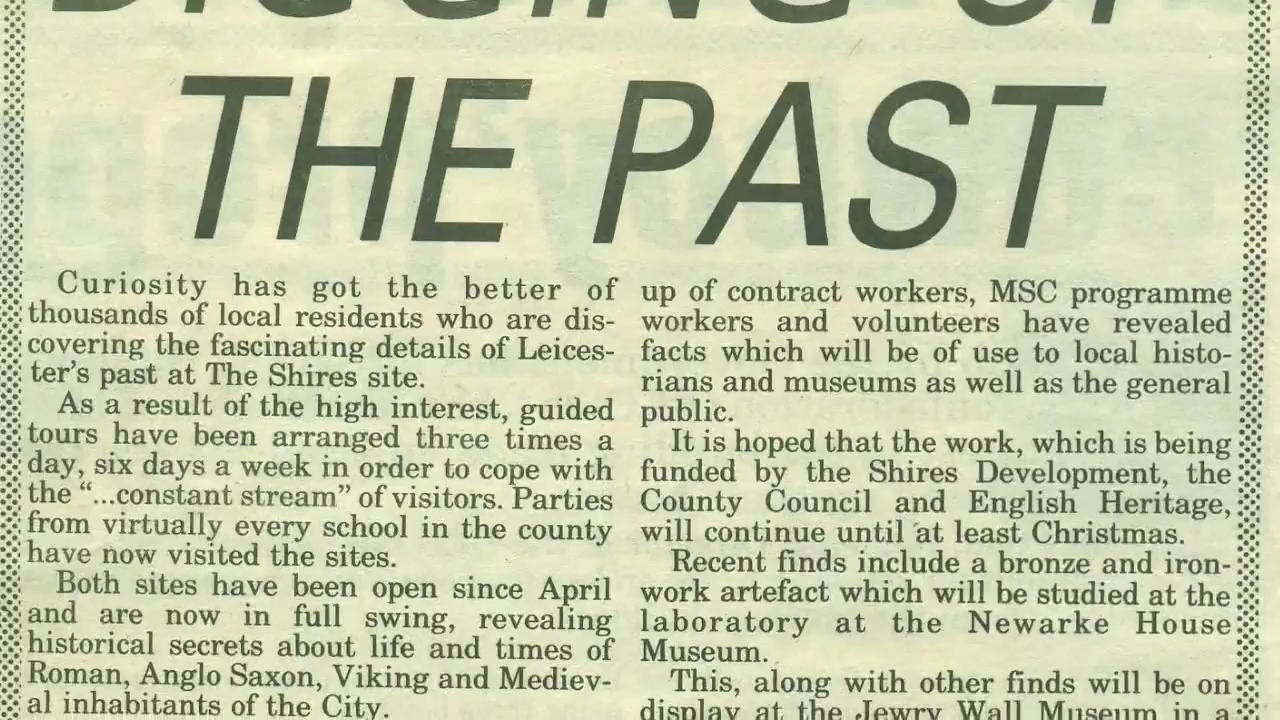 DIGGING UP
THE PAST
Curiosity has got the better of
thousands of local residents who are dis-
covering the fascinating details of Leices-
ter's past at The Shires site.
As a result of the high interest, guided
tours have been arranged three times a
day, six days a week in order to cope with
the “...constant stream” of visitors. Parties
from virtually every school in the county
have now visited the sites.
Both sites have been open since April
and are now in full swing, revealing
historical secrets about life and times of
Roman, Anglo Saxon, Viking and Mediev-
al inhabitants of the City.
up of contract workers, MSC programme
workers and volunteers have revealed
facts which will be of use to local histo-
rians and museums as well as the general
public.
It is hoped that the work, which is being
funded by the Shires Development, the
County Council and English Heritage,
will continue until at least Christmas.
Recent finds include a bronze and iron-
work artefact which will be studied at the
laboratory at the Newarke House
Museum.
This, along with other finds will be on
display at the Jewry Wall Museum in a